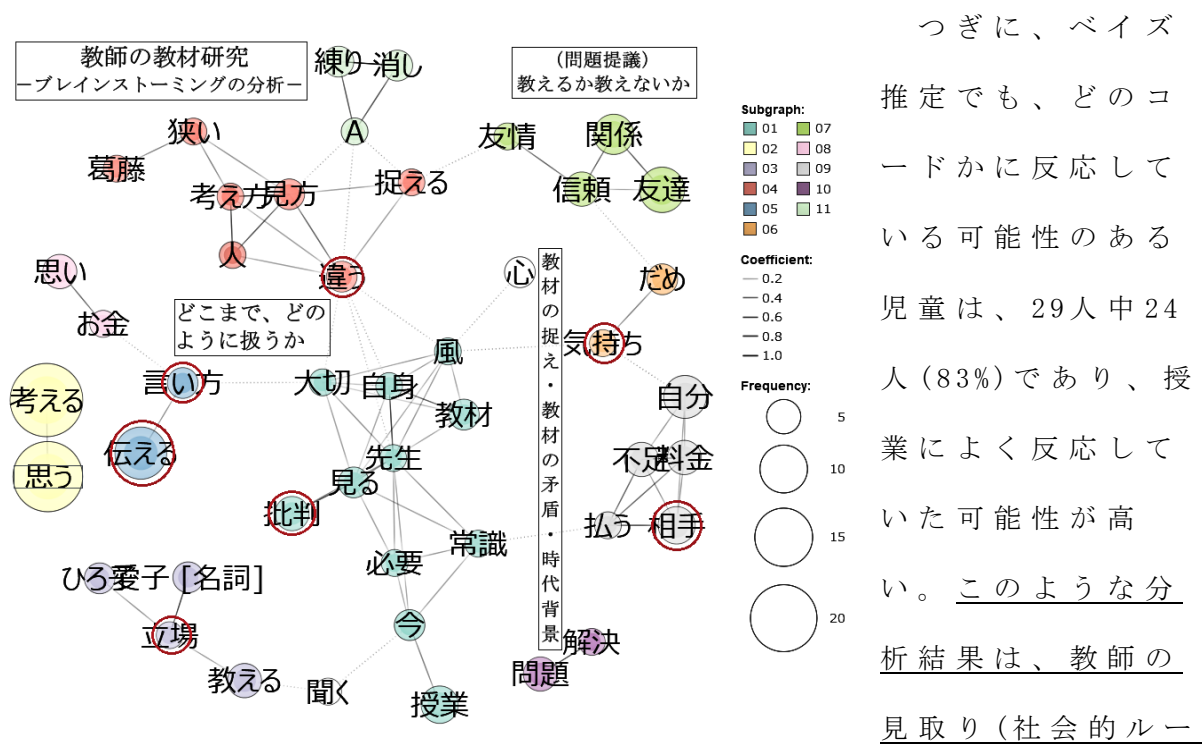 教師の教材研究
－ブレインストーミングの分析－
(問題提議)
教えるか教えないか
練り
消し
A
狭い
葛藤
考え方
見方
捉える
人
違う
友情
関係
信頼
友達
だめ
気持ち
思い
お金
どこまで、どの
ように扱うか
言い方
伝える
考える
思う
心
風
大切
自身
教材
先生
見る
批判
必要
常識
今
授業
教材の捉え・教材の矛盾・時代背景
自分
不足
料金
払う
相手
ひろ子
愛子
[名詞]
立場
教える
聞く
解決
問題
Subgraph:
01 07
02 08
03 09
04 10
05 11
06
Coefficient:
0.2
0.4
0.6
0.8
1.0
Frequency:
5
10
15
20
つぎに、ベイズ
推定でも、どのコ
ードかに反応して
いる可能性のある
児童は、29人中24
人(83%)であり、授
業によく反応して
いた可能性が高
い。このような分
析結果は、教師の
見取り(社会的ルー